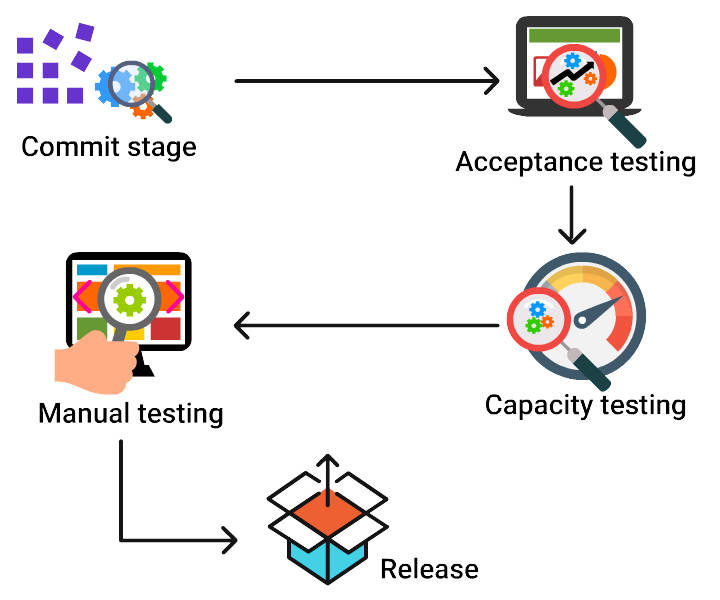 Commit stage
Acceptance testing
Capacity testing
Manual testing
Release